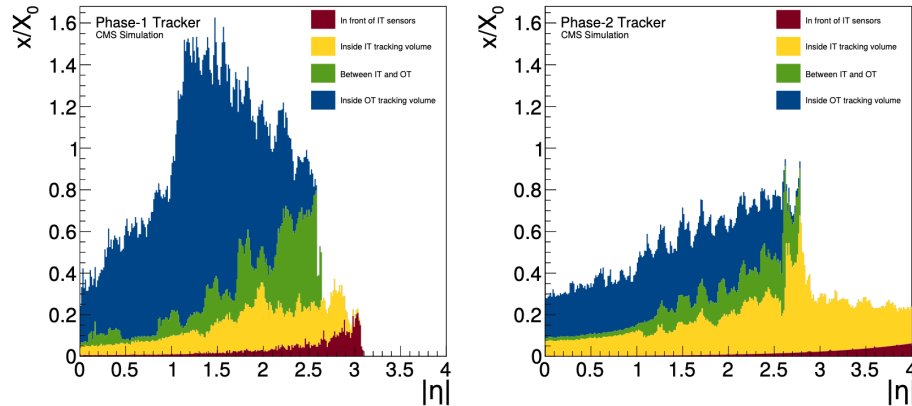 Phase-1 Tracker
CMS Simulation
In front of IT sensors
Inside IT tracking volume
Between IT and OT
Inside OT tracking volume
x/X₀
1.6
1.4
1.2
1
0.8
0.6
0.4
0.2
0
0 0.5 1 1.5 2 2.5 3 3.5 4
|η|
Phase-2 Tracker
CMS Simulation
In front of IT sensors
Inside IT tracking volume
Between IT and OT
Inside OT tracking volume
x/X₀
1.6
1.4
1.2
1
0.8
0.6
0.4
0.2
0
0 0.5 1 1.5 2 2.5 3 3.5 4
|η|